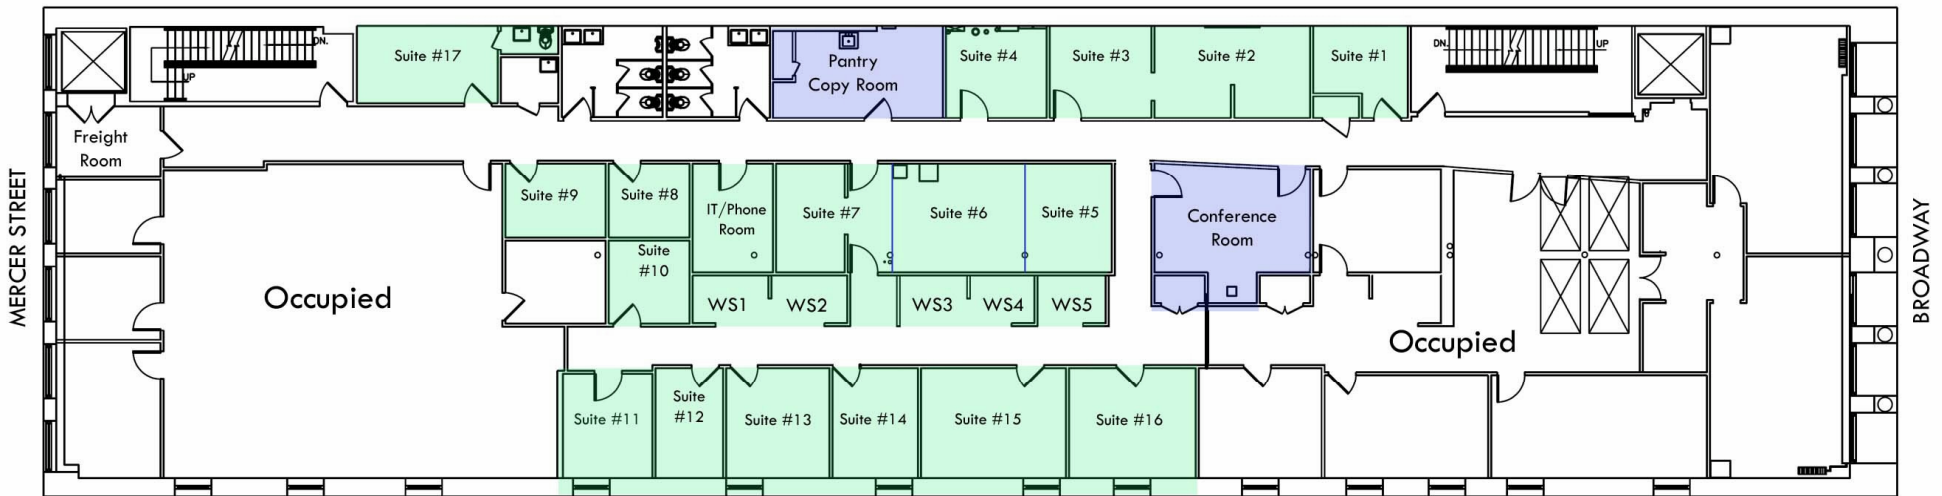 DN.
UP
Suite #17
Pantry
Copy Room
Suite #4
Suite #3
Suite #2
Suite #1
DN.
UP
Freight
Room
MERCER STREET
Suite #9
Suite #8
IT/Phone
Room
Suite #7
Suite #6
Suite #5
Conference
Room
BROADWAY
Suite
#10
Occupied
WS1
WS2
WS3
WS4
WS5
Occupied
Suite #11
Suite
#12
Suite #13
Suite #14
Suite #15
Suite #16